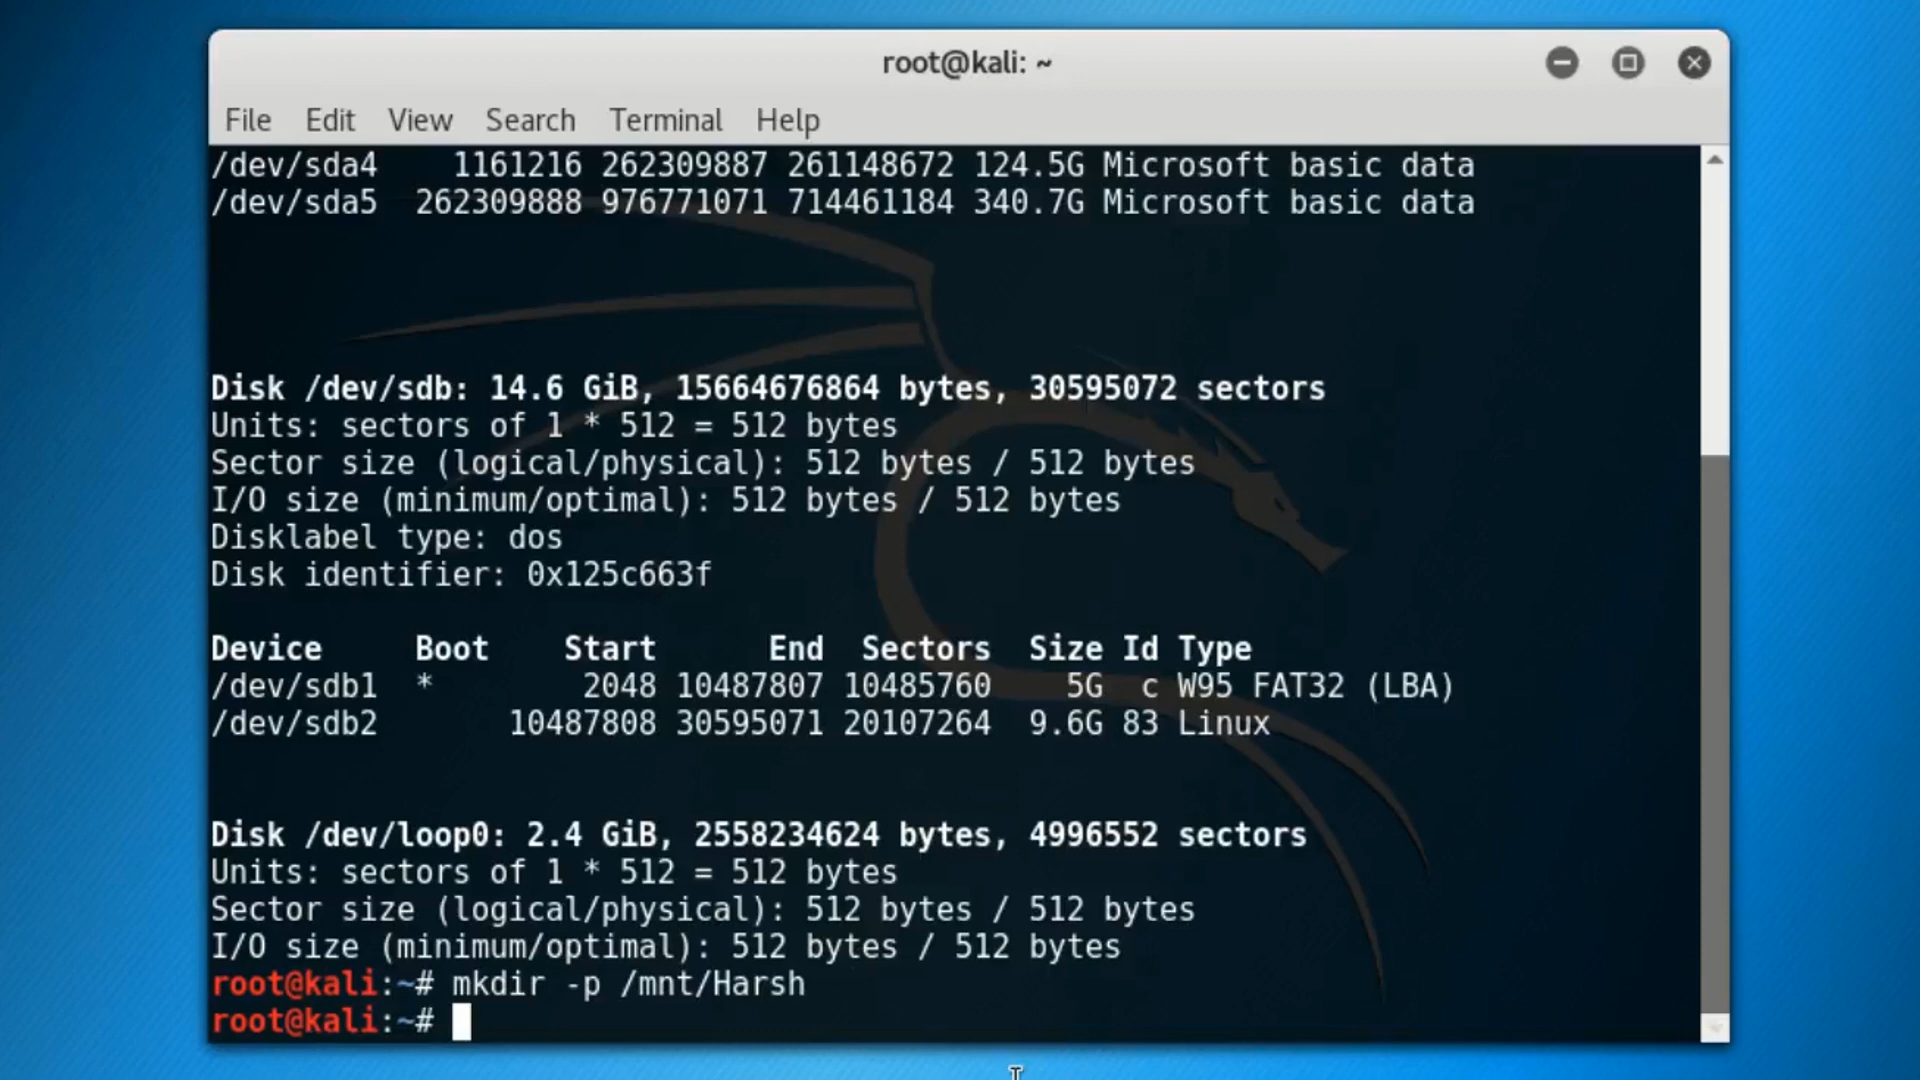 root@kali: ~
File Edit View Search Terminal Help
/dev/sda4 1161216 262309887 261148672 124.5G Microsoft basic data
/dev/sda5 262309888 976771071 714461184 340.7G Microsoft basic data
Disk /dev/sdb: 14.6 GiB, 15664676864 bytes, 30595072 sectors
Units: sectors of 1 * 512 = 512 bytes
Sector size (logical/physical): 512 bytes / 512 bytes
I/O size (minimum/optimal): 512 bytes / 512 bytes
Disklabel type: dos
Disk identifier: 0x125c663f
Device Boot Start End Sectors Size Id Type
/dev/sdb1 * 2048 10487807 10485760 5G c W95 FAT32 (LBA)
/dev/sdb2 10487808 30595071 20107264 9.6G 83 Linux
Disk /dev/loop0: 2.4 GiB, 2558234624 bytes, 4996552 sectors
Units: sectors of 1 * 512 = 512 bytes
Sector size (logical/physical): 512 bytes / 512 bytes
I/O size (minimum/optimal): 512 bytes / 512 bytes
root@kali:~# mkdir -p /mnt/Harsh
root@kali:~#